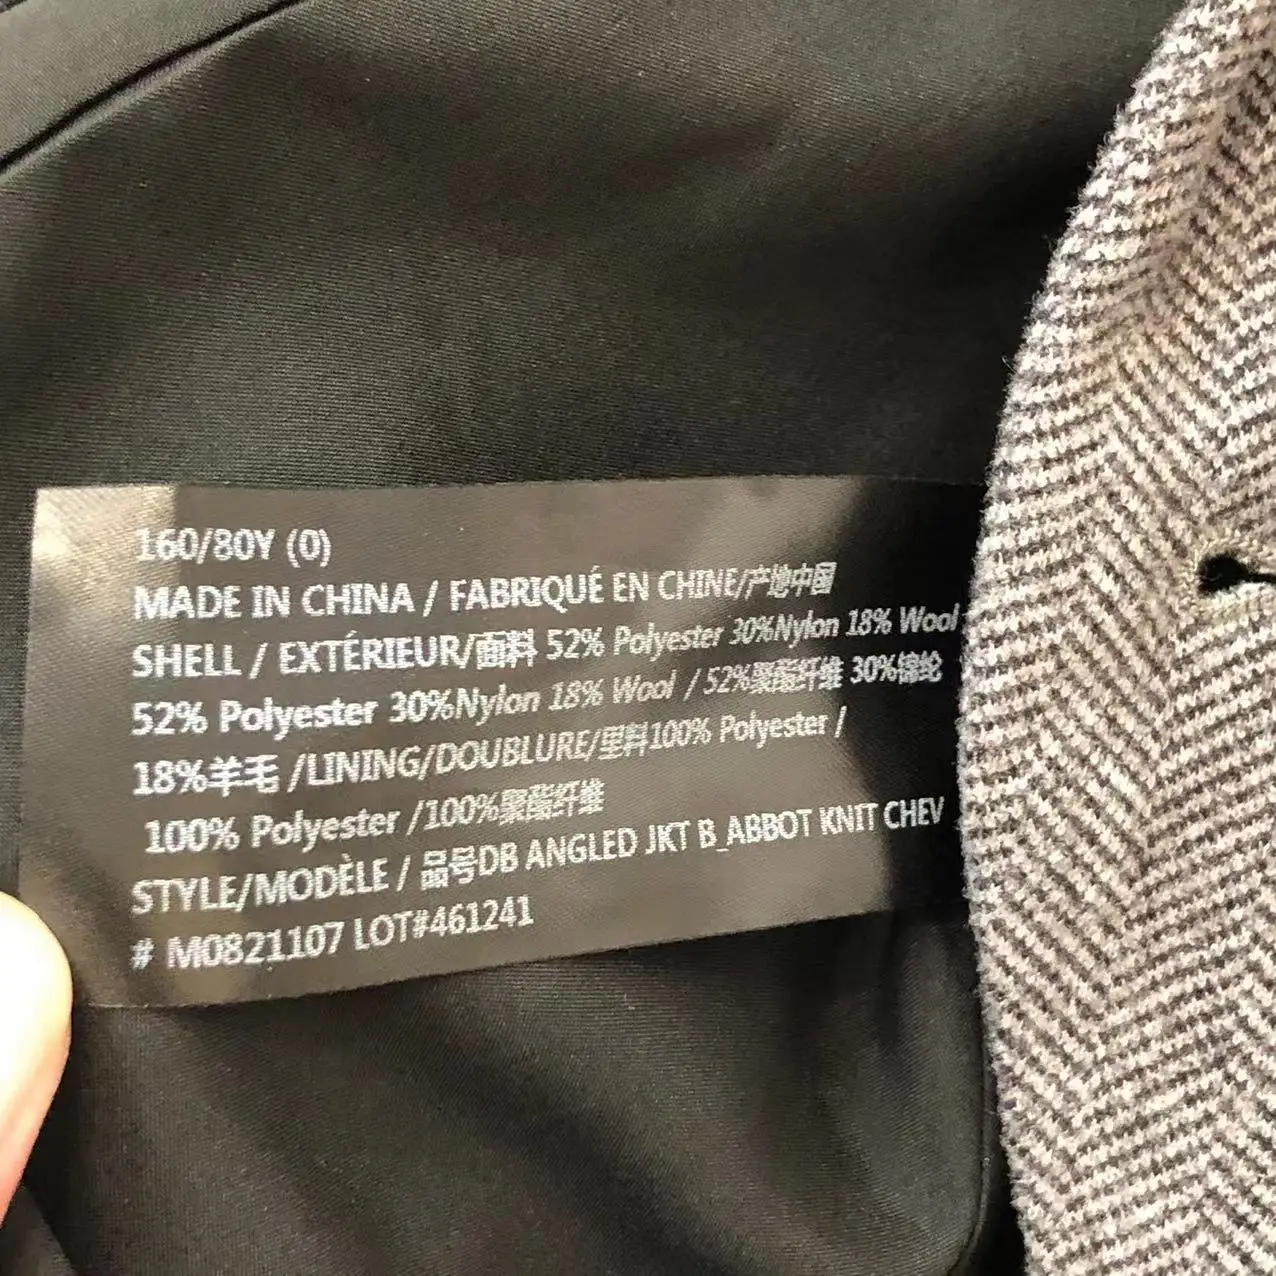 160/80Y (0)
MADE IN CHINA / FABRIQUÉ EN CHINE/产地中国
SHELL / EXTÉRIEUR/面料 52% Polyester 30%Nylon 18% Wool
52% Polyester 30%Nylon 18% Wool / 52%聚酯纤维 30%锦纶
18%羊毛 /LINING/DOUBLURE/里料100% Polyester /
100% Polyester /100%聚酯纤维
STYLE/MODÈLE / 品号DB ANGLED JKT B_ABBOT KNIT CHEV
# M0821107 LOT#461241